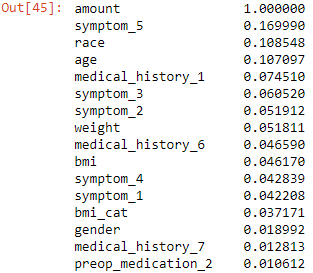 Out[45]: amount 1.000000
symptom_5 0.169990
race 0.108548
age 0.107097
medical_history_1 0.074510
symptom_3 0.060520
symptom_2 0.051912
weight 0.051811
medical_history_6 0.046590
bmi 0.046170
symptom_4 0.042839
symptom_1 0.042208
bmi_cat 0.037171
gender 0.018992
medical_history_7 0.012813
preop_medication_2 0.010612